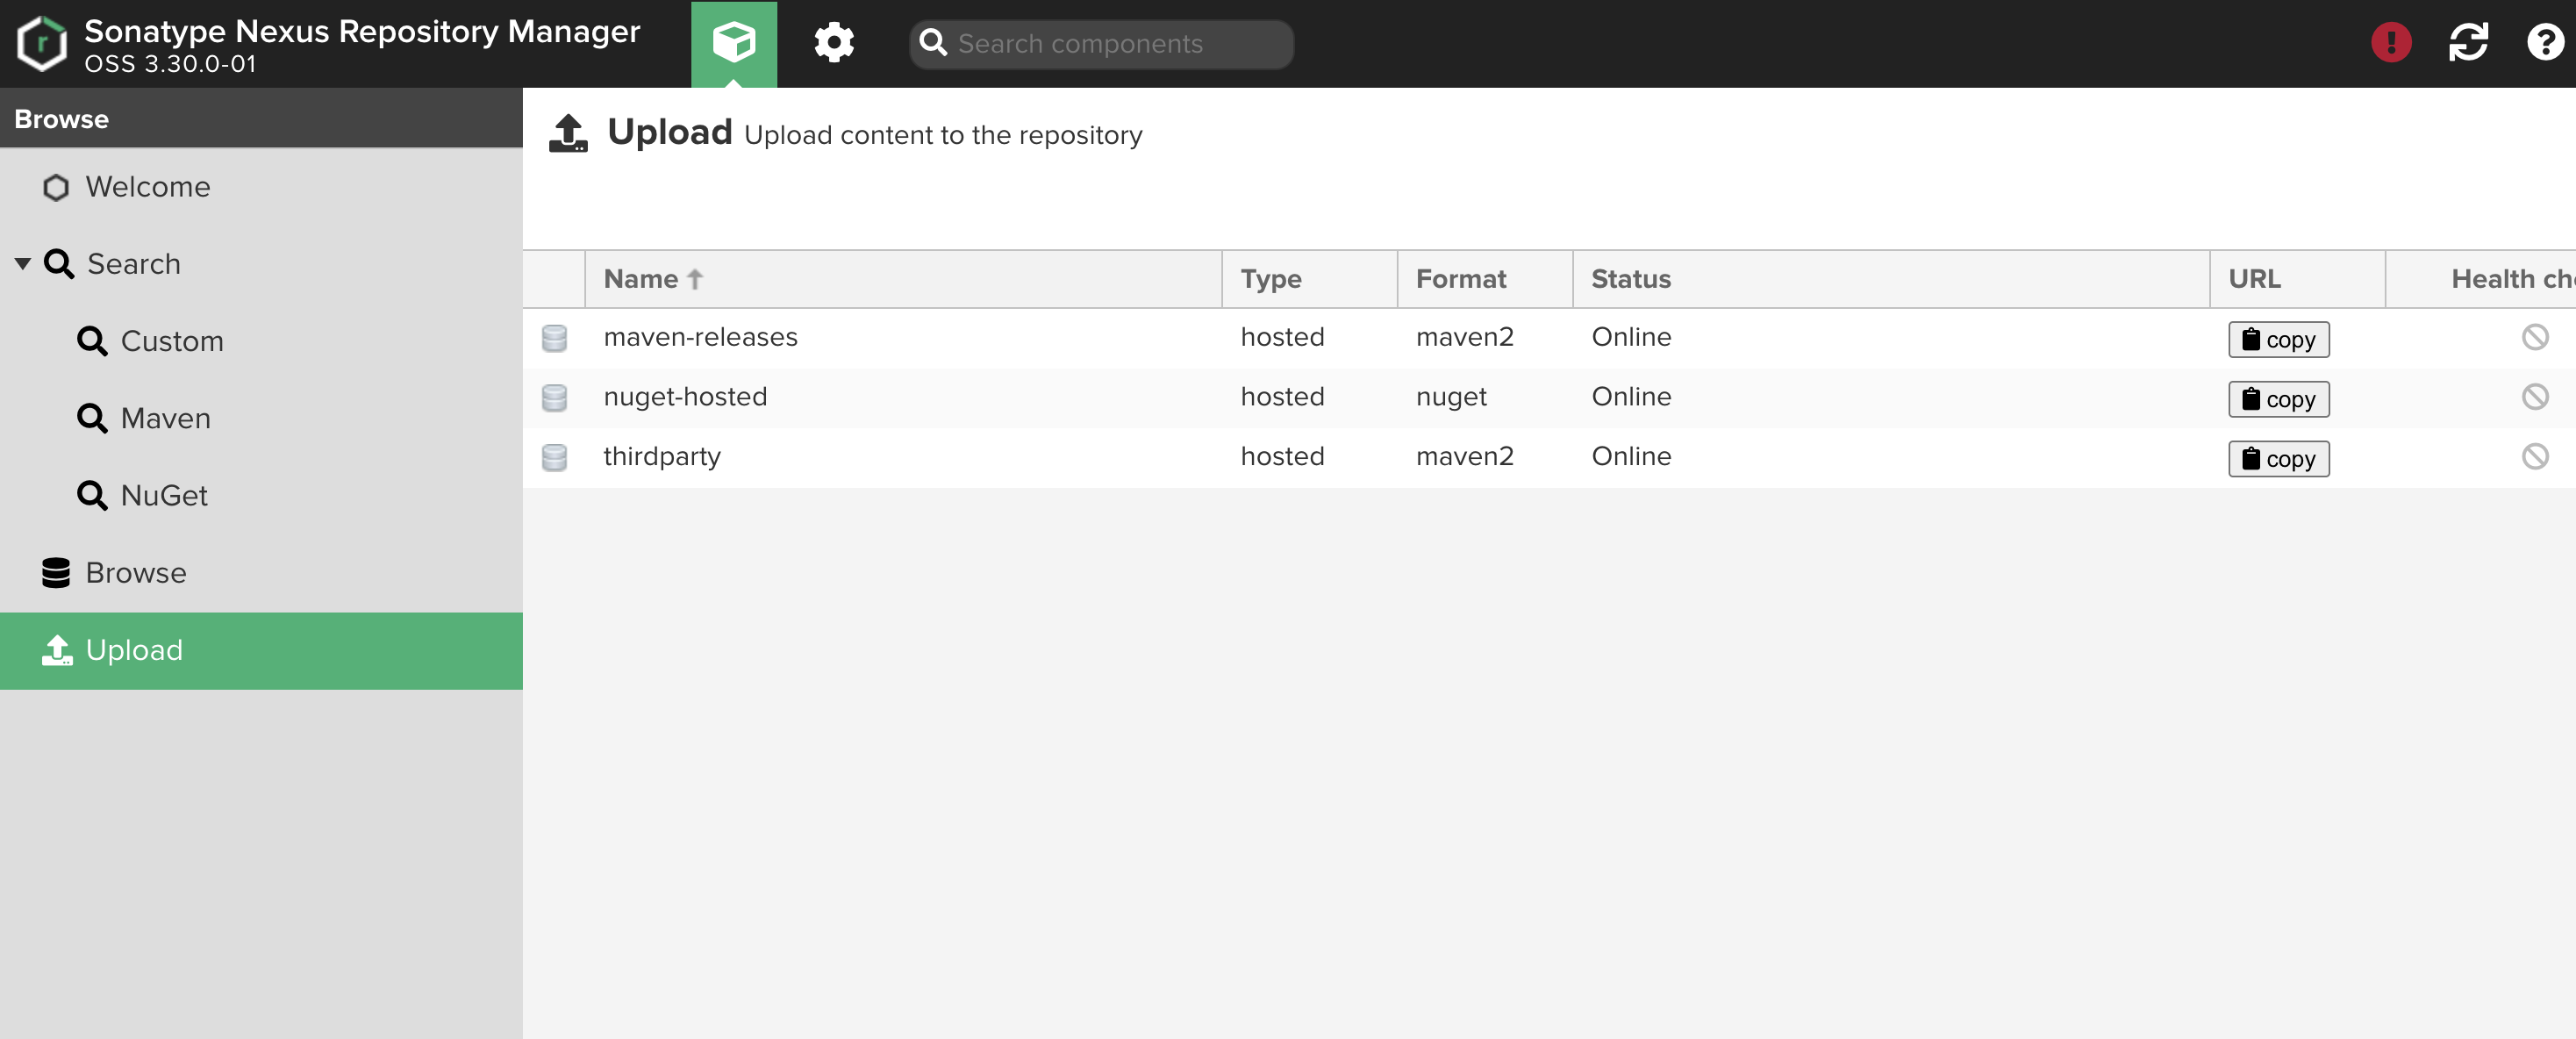 Sonatype Nexus Repository Manager
OSS 3.30.0-01
Search components
Browse
Welcome
Search
Custom
Maven
NuGet
Browse
Upload
Upload Upload content to the repository
Name Type Format Status URL Health che
maven-releases hosted maven2 Online copy
nuget-hosted hosted nuget Online copy
thirdparty hosted maven2 Online copy